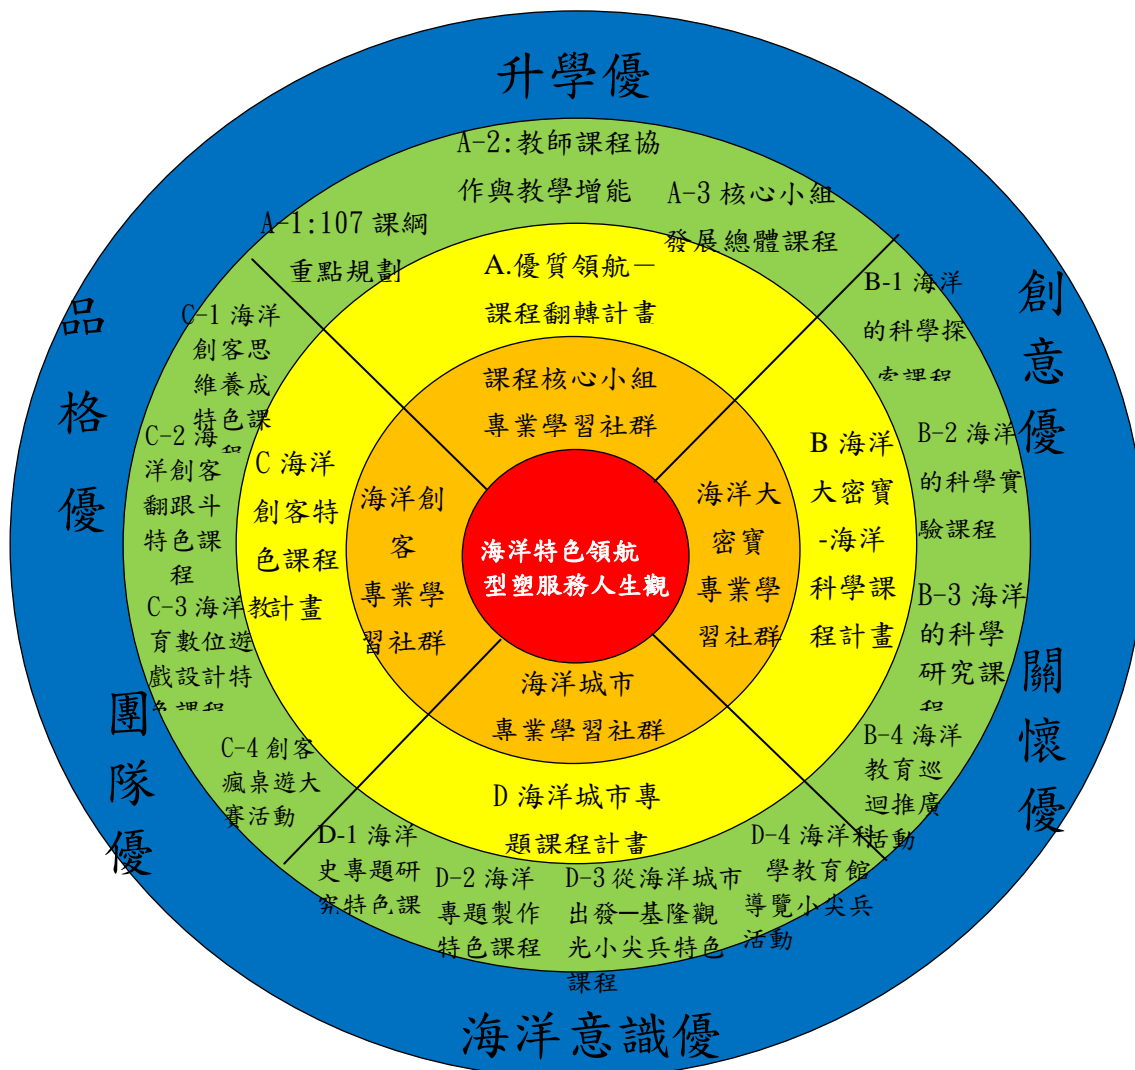 升學優
A-2:教師課程協
作與教學增能
A-3 核心小組
發展總體課程
A-1:107 課綱
重點規劃
A.優質領航－
課程翻轉計畫
課程核心小組
專業學習社群
創
意
優
B-1 海洋
的科學探
索課程
B-2 海洋
的科學實
驗課程
B-3 海洋
的科學
研究課
程
B-4 海洋
教育巡
迴推廣
活動
B 海洋
大密寶
-海洋
科學課
程計畫
海洋大
密寶
專業學
習社群
關
懷
優
品
格
優
C-1 海洋
創客思
維養成
特色課
程
C-2 海
洋創客
翻跟斗
特色課
程
C-3 海洋教
育數位遊
戲設計特
色課程
C-4 創客
瘋桌遊大
賽活動
C 海洋
創客特
色課程
計畫
海洋創
客
專業學
習社群
團
隊
優
海洋特色領航
型塑服務人生觀
海洋城市
專業學習社群
D 海洋城市專
題課程計畫
D-1 海洋
史專題研
究特色課
D-2 海洋
專題製作
特色課程
D-3 從海洋城市
出發─基隆觀
光小尖兵特色
課程
D-4 海洋科
學教育館
導覽小尖兵
活動
海洋意識優